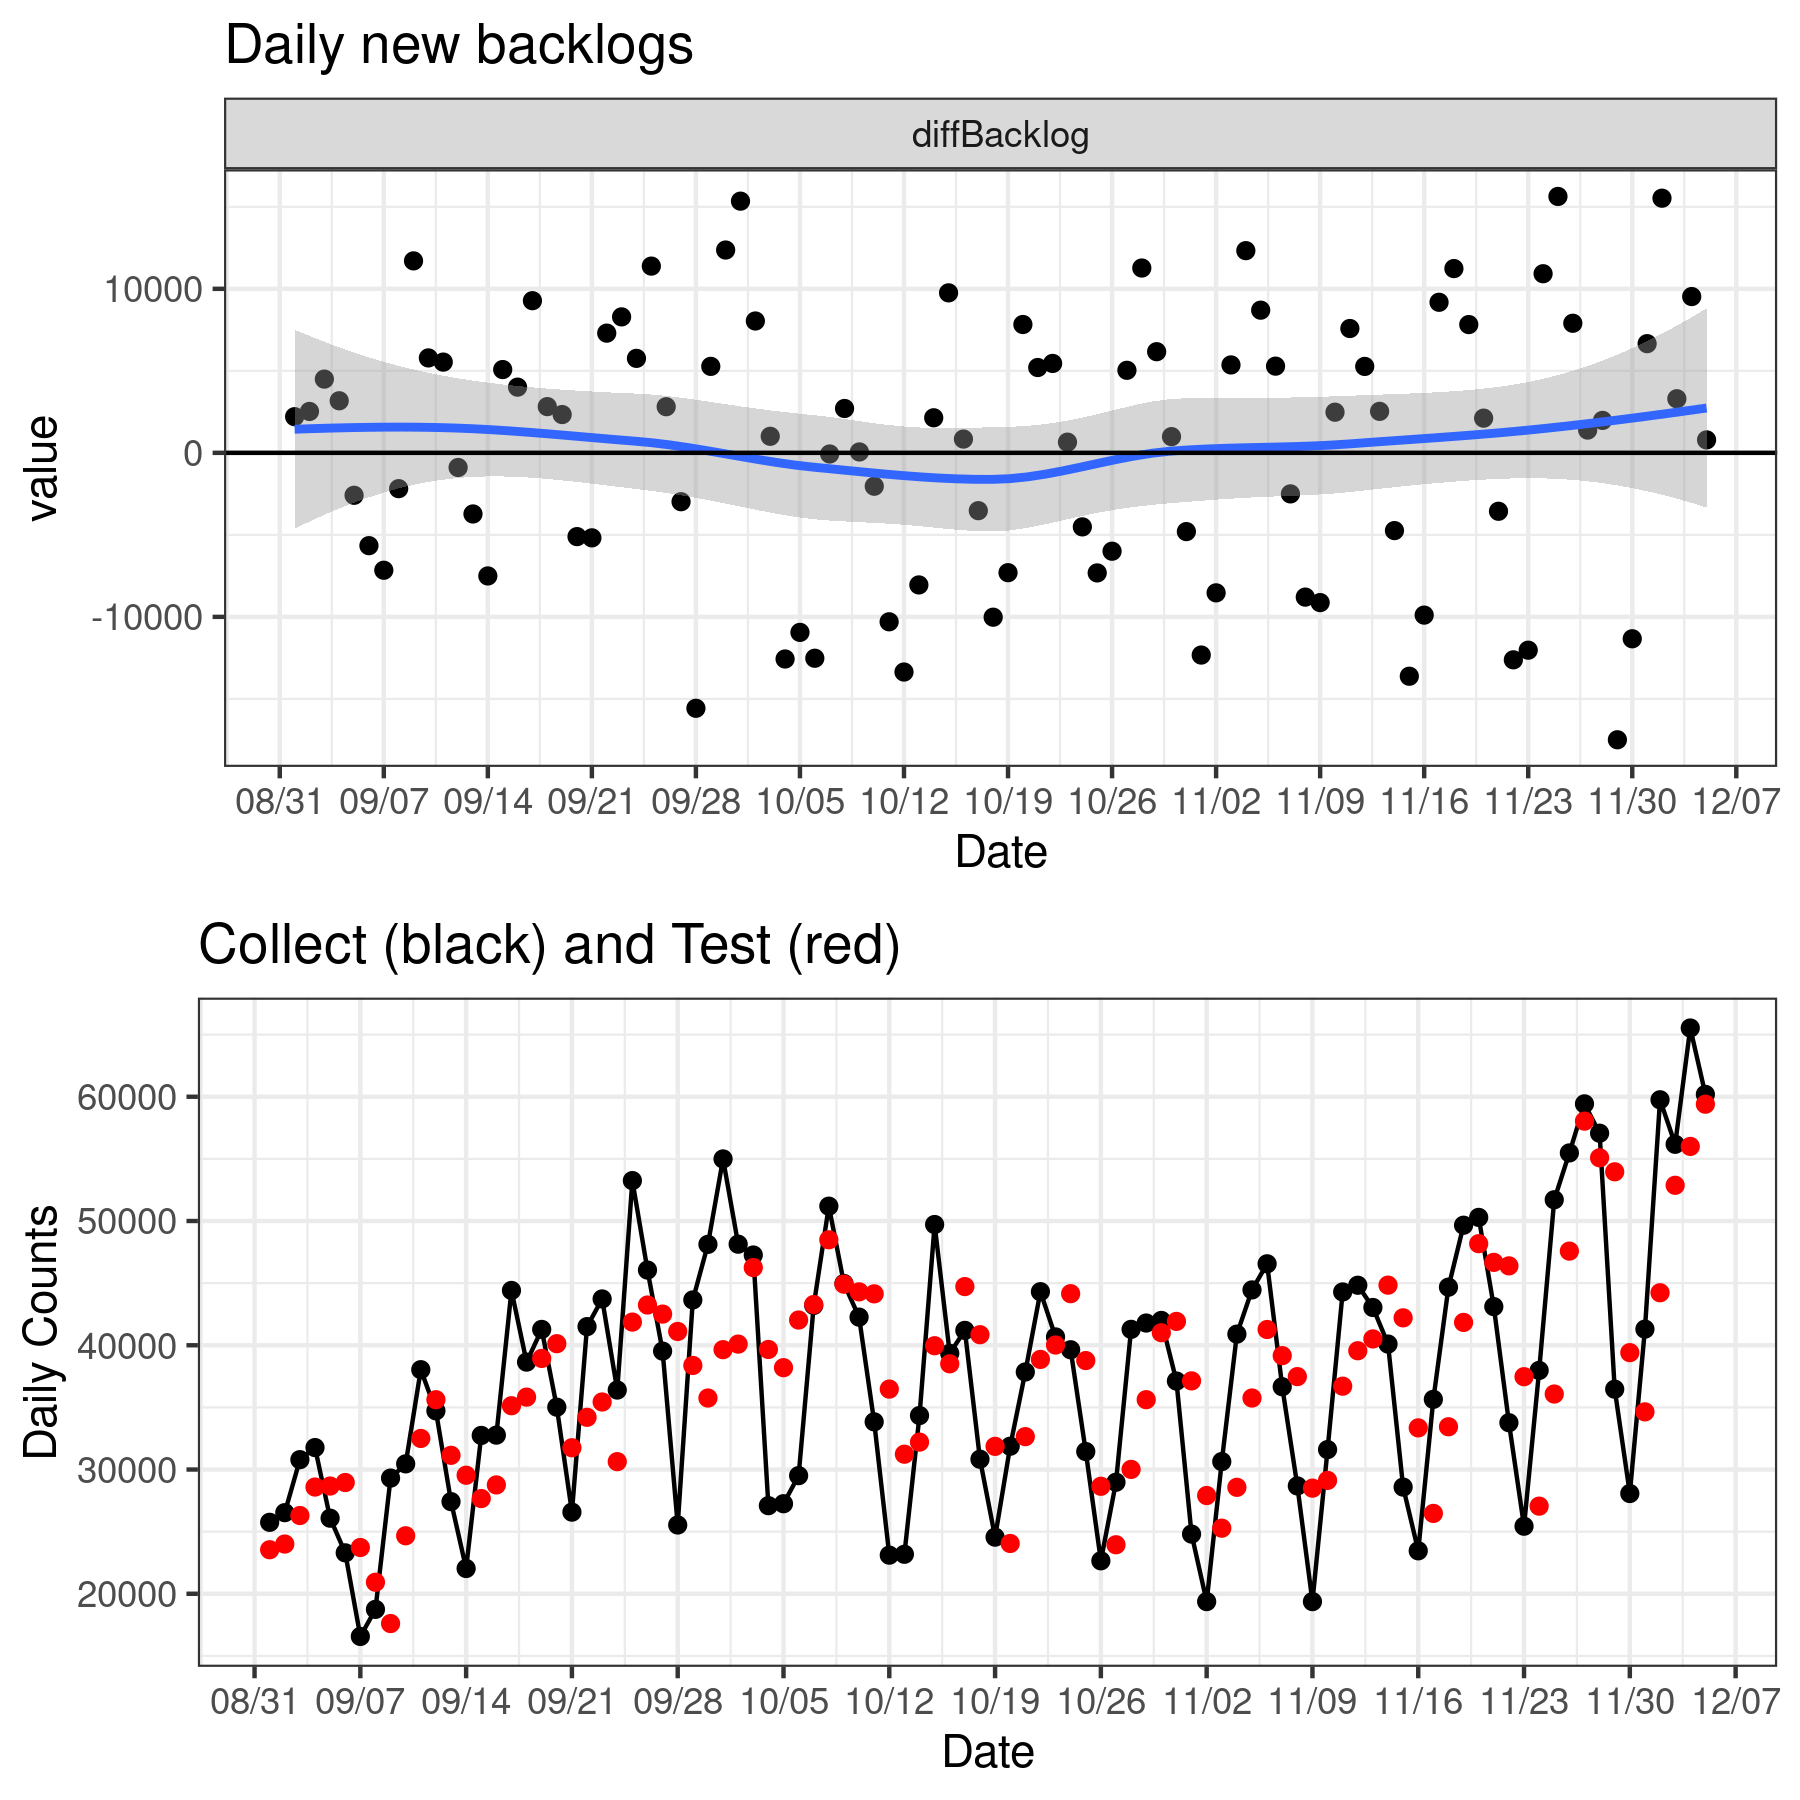 Daily new backlogs
diffBacklog
10000
0
-10000
value
08/31 09/07 09/14 09/21 09/28 10/05 10/12 10/19 10/26 11/02 11/09 11/16 11/23 11/30 12/07
Date
Collect (black) and Test (red)
60000
50000
40000
30000
20000
Daily Counts
08/31 09/07 09/14 09/21 09/28 10/05 10/12 10/19 10/26 11/02 11/09 11/16 11/23 11/30 12/07
Date